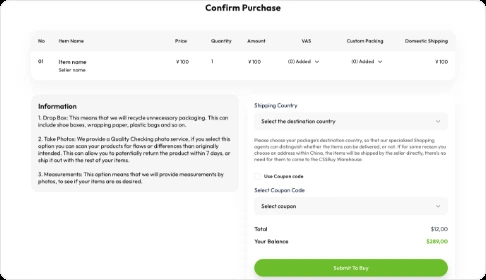 Confirm Purchase
No Item Name Price Quantity Amount VAS Custom Packing Domestic Shipping
01 Item name ¥ 100 1 ¥ 100 (0) Added (0) Added ¥ 100
Seller name
Information
1. Drop Box: This means that we will recycle unnecessary packaging. This can
include shoe boxes, wrapping paper, plastic bags and so on.
2. Take Photos: We provide a Quality Checking photo service, if you select this
option you can scan your products for flaws or differences than originally
intended. This can allow you to potentially return the product within 7 days, or
ship it out with the rest of your items.
3. Measurements: This option means that we will provide measurements by
photos, to see if your items are as desired.
Shipping Country
Select the destination country
Please choose your package's destination country, so that our specialised Shopping
agents can distinguish whether the items can be delivered, or not. If for some reason you
choose an address within China, the items will be shipped by the seller directly, there's no
need for them to come to the CSSBuy Warehouse
Use Coupon code
Select Coupon Code
Select coupon
Total $12,00
Your Balance $289,00
Submit To Buy